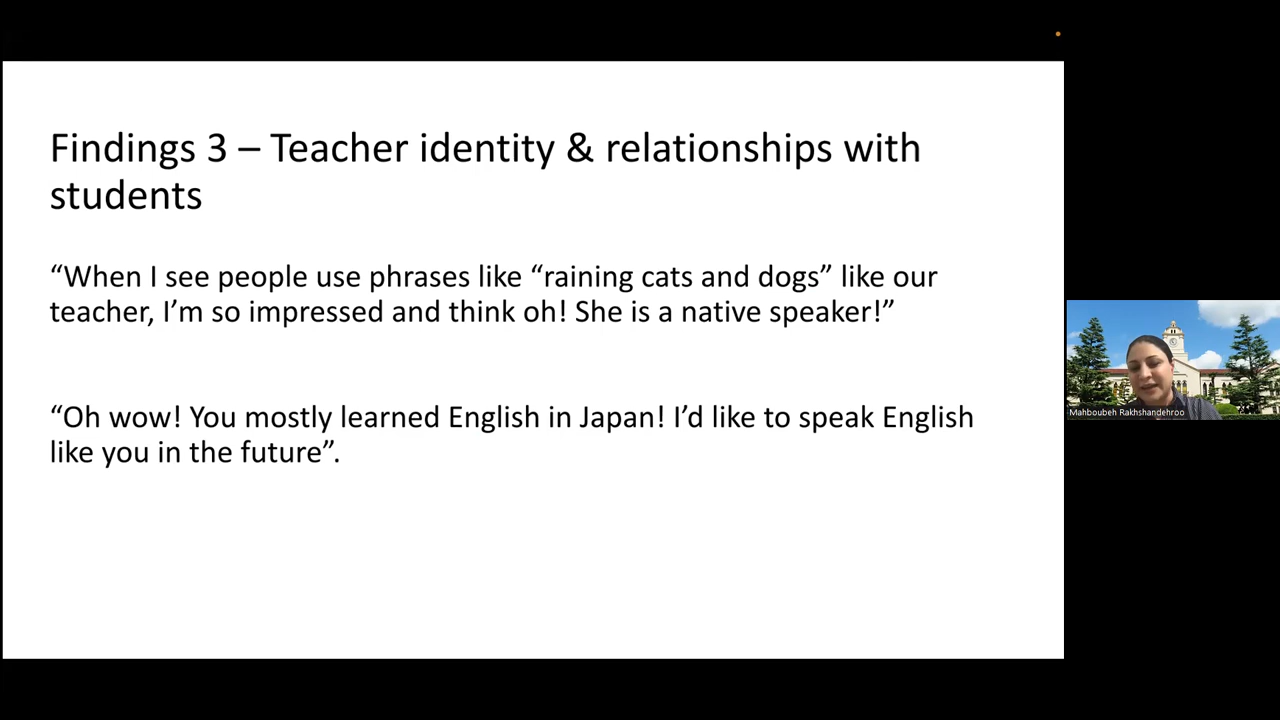 Findings 3 – Teacher identity & relationships with
students
“When I see people use phrases like “raining cats and dogs” like our
teacher, I’m so impressed and think oh! She is a native speaker!”
“Oh wow! You mostly learned English in Japan! I’d like to speak English
like you in the future”.
Mahboubeh Rakhshandehroo